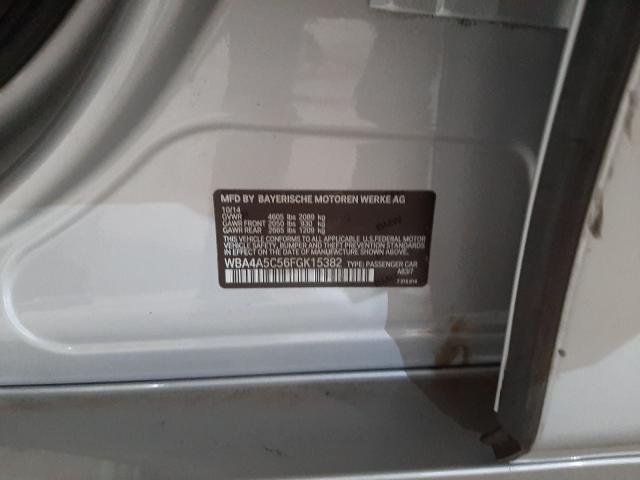 MFD BY BAYERISCHE MOTOREN WERKE AG
10/14
GVWR 4605 lbs 2089 kg
GAWR FRONT 2050 lbs 930 kg
GAWR REAR 2665 lbs 1209 kg
THIS VEHICLE CONFORMS TO ALL APPLICABLE U.S. FEDERAL MOTOR
VEHICLE SAFETY, BUMPER, AND THEFT PREVENTION STANDARDS
IN EFFECT ON THE DATE OF MANUFACTURE SHOWN ABOVE.
WBA4A5C56FGK15382 TYPE: PASSENGER CAR
A83/7